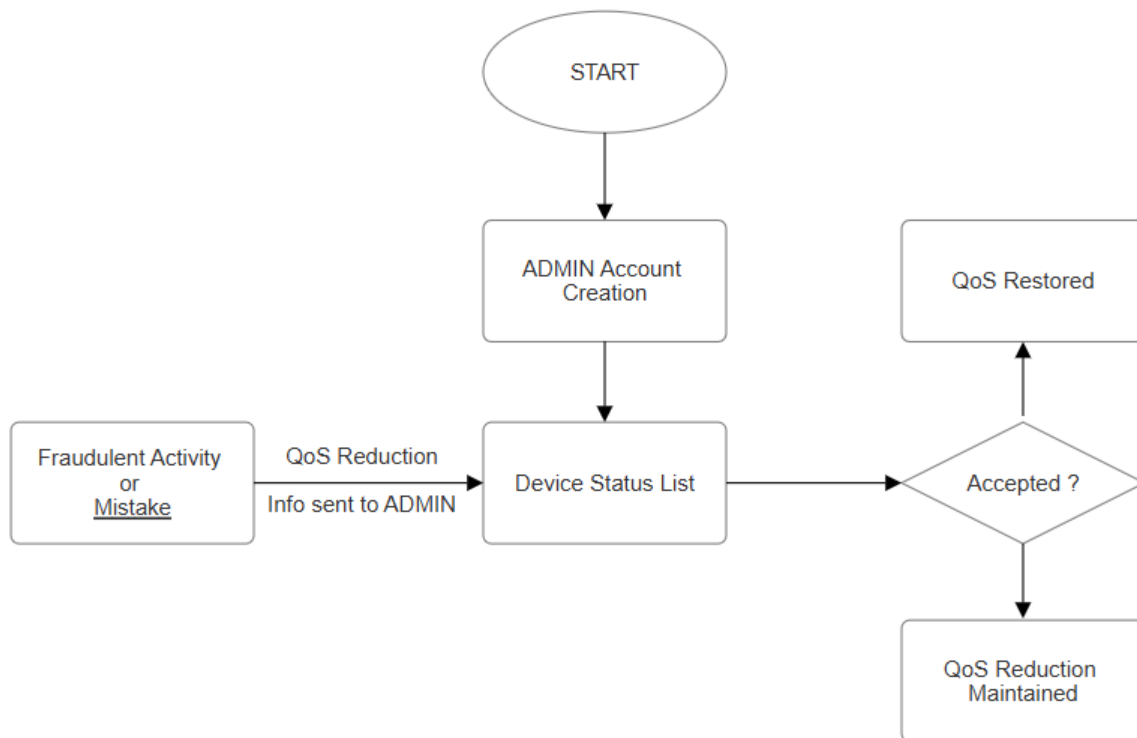 START
ADMIN Account
Creation
QoS Restored
Fraudulent Activity
or
Mistake
QoS Reduction
Info sent to ADMIN
Device Status List
Accepted ?
QoS Reduction
Maintained